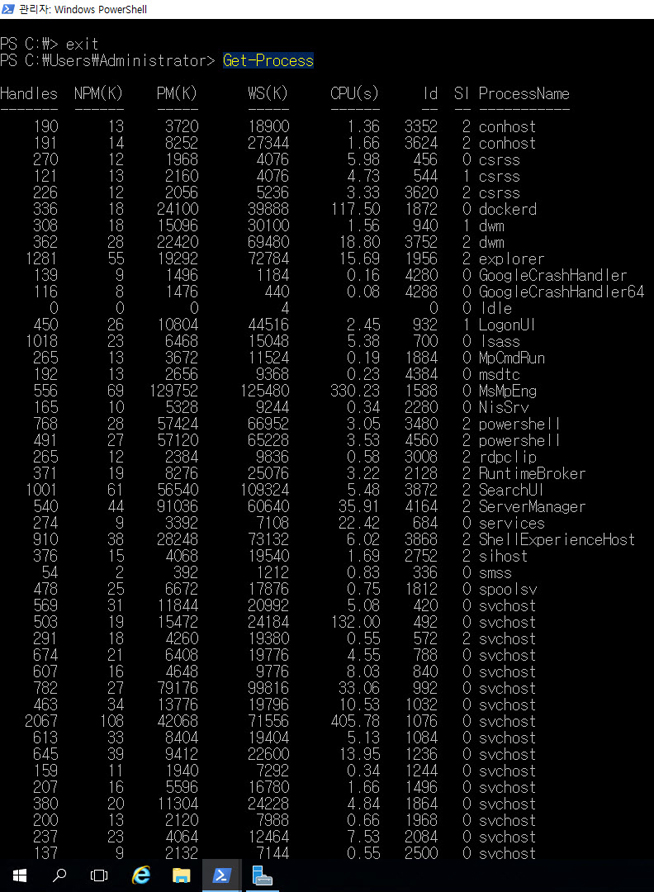 관리자: Windows PowerShell
PS C:\> exit
PS C:\Users\Administrator> Get-Process
Handles NPM(K) PM(K) WS(K) CPU(s) Id SI ProcessName
------- ------ ----- ----- ------ -- -- -----------
190 13 3720 18900 1.36 3352 2 conhost
191 14 8252 27344 1.66 3624 2 conhost
270 12 1968 4076 5.98 456 0 csrss
121 13 2160 4076 4.73 544 1 csrss
226 12 2056 5236 3.33 3620 2 csrss
336 18 24100 39888 117.50 1872 0 dockerd
308 18 15096 30100 1.56 940 1 dwm
362 28 22420 69480 18.80 3752 2 dwm
1281 55 19292 72784 15.69 1956 2 explorer
139 9 1496 1184 0.16 4280 0 GoogleCrashHandler
116 8 1476 440 0.08 4288 0 GoogleCrashHandler64
0 0 0 4 0 0 Idle
450 26 10804 44516 2.45 932 1 LogonUI
1018 23 6468 15048 5.38 700 0 lsass
265 13 3672 11524 0.19 1884 0 MpCmdRun
192 13 2656 9368 0.23 4384 0 msdtc
556 69 129752 125480 330.23 1588 0 MsMpEng
165 10 5328 9244 0.34 2280 0 NisSrv
768 28 57424 66952 3.05 3480 2 powershell
491 27 57120 65228 3.53 4560 2 powershell
265 12 2384 9836 0.58 3008 2 rdpclip
371 19 8276 25076 3.22 2128 2 RuntimeBroker
1001 61 56540 109324 5.48 3872 2 SearchUI
540 44 91036 60640 35.91 4164 2 ServerManager
274 9 3392 7108 22.42 684 0 services
910 38 28248 73132 6.02 3868 2 ShellExperienceHost
376 15 4068 19540 1.69 2752 2 sihost
54 2 392 1212 0.83 336 0 smss
478 25 6672 17876 0.75 1812 0 spoolsv
569 31 11844 20992 5.08 420 0 svchost
503 19 15472 24184 132.00 492 0 svchost
291 18 4260 19380 0.55 572 2 svchost
674 21 6408 19776 4.55 788 0 svchost
607 16 4648 9776 8.03 840 0 svchost
782 27 79176 99816 33.06 992 0 svchost
463 34 13776 19796 10.53 1032 0 svchost
2067 108 42068 71556 405.78 1076 0 svchost
613 33 8404 19404 5.13 1084 0 svchost
645 39 9412 22600 13.95 1236 0 svchost
159 11 1940 7292 0.34 1244 0 svchost
207 16 5596 16780 1.66 1496 0 svchost
380 20 11304 24228 4.84 1864 0 svchost
200 13 2120 7988 0.66 1968 0 svchost
237 23 4064 12464 7.53 2084 0 svchost
137 9 2132 7144 0.55 2500 0 svchost